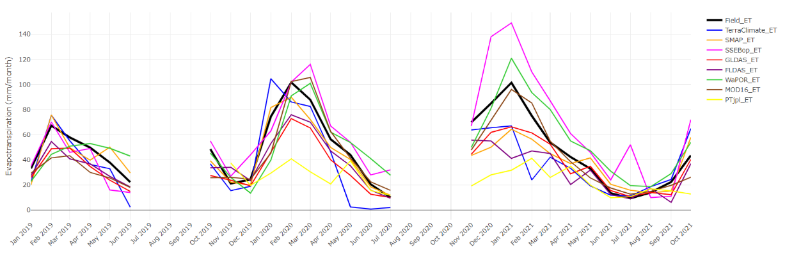 Evapotranspiration (mm/month)
140
120
100
80
60
40
20
0
Jan 2019
Feb 2019
Mar 2019
Apr 2019
May 2019
Jun 2019
Jul 2019
Aug 2019
Sep 2019
Oct 2019
Nov 2019
Dec 2019
Jan 2020
Feb 2020
Mar 2020
Apr 2020
May 2020
Jun 2020
Jul 2020
Aug 2020
Sep 2020
Oct 2020
Nov 2020
Dec 2020
Jan 2021
Feb 2021
Mar 2021
Apr 2021
May 2021
Jun 2021
Jul 2021
Aug 2021
Sep 2021
Oct 2021
Field_ET
TerraClimate_ET
SMAP_ET
SSEBop_ET
GLDAS_ET
FLDAS_ET
WaPOR_ET
MOD16_ET
PTjpl_ET